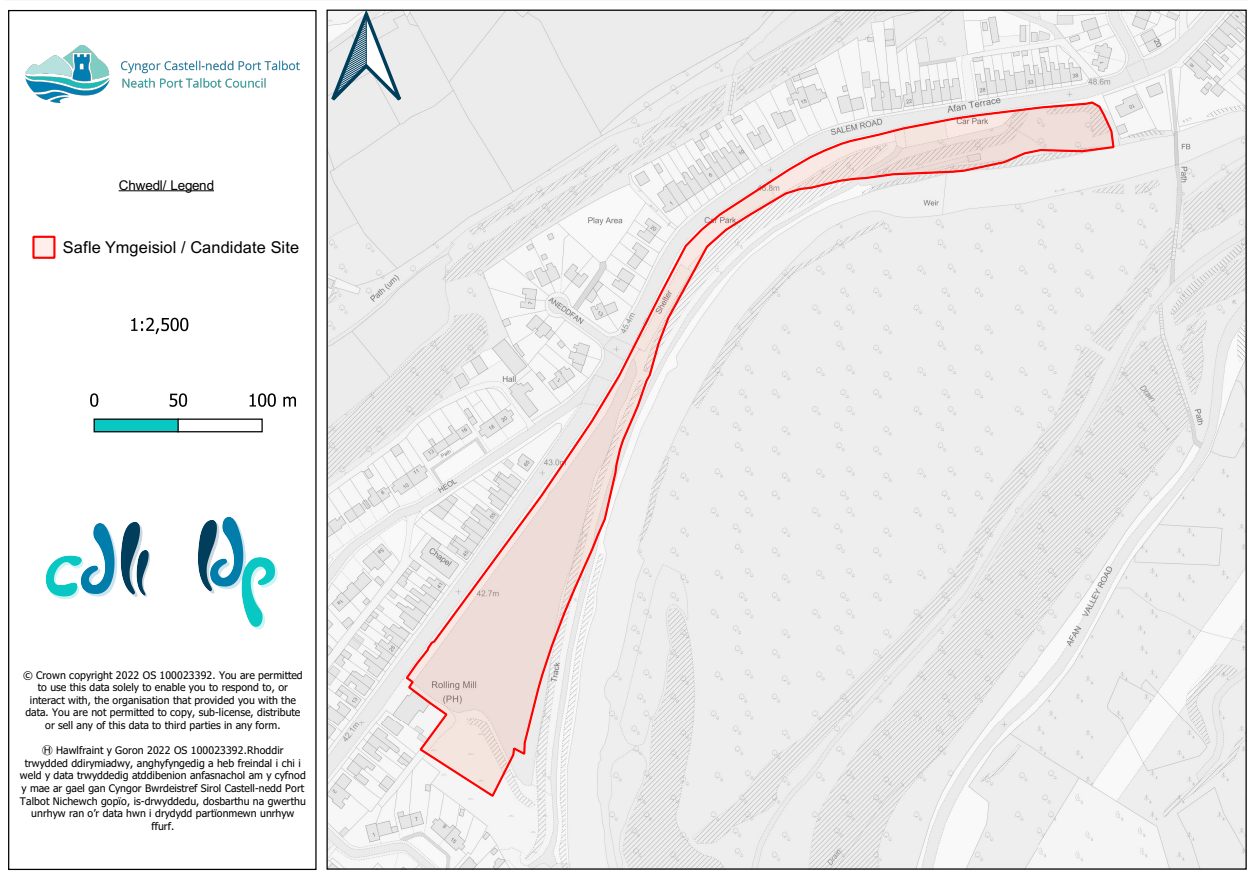 Cyngor Castell-nedd Port Talbot
Neath Port Talbot Council
Chwedl/ Legend
Safle Ymgeisiol / Candidate Site
1:2,500
0 50 100 m
cdll ldp
© Crown copyright 2022 OS 100023392. You are permitted
to use this data solely to enable you to respond to, or
interact with, the organisation that provided you with the
data. You are not permitted to copy, sub-license, distribute
or sell any of this data to third parties in any form.
Ⓗ Hawlfraint y Goron 2022 OS 100023392.Rhoddir
trwydded ddirymiadwy, anghyfyngedig a heb freindal i chi i
weld y data trwyddedig atddibenion anfasnachol am y cyfnod
y mae ar gael gan Cyngor Bwrdeistref Sirol Castell-nedd Port
Talbot Nichewch gopïo, is-drwyddedu, dosbarthu na gwerthu
unrhyw ran o'r data hwn i drydydd partïonmewn unrhyw
ffurf.
20
48.6m
Afan Terrace
Car Park
SALEM ROAD
FB
Path
Weir
Car Park
Play Area
Path (um)
ANEDDFAN
Shelter
45.4m
Hall
Path
HEOL
43.0m
Chapel
42.7m
Drain
Path
AFAN VALLEY ROAD
Rolling Mill
(PH)
Track
42.1m
Drain